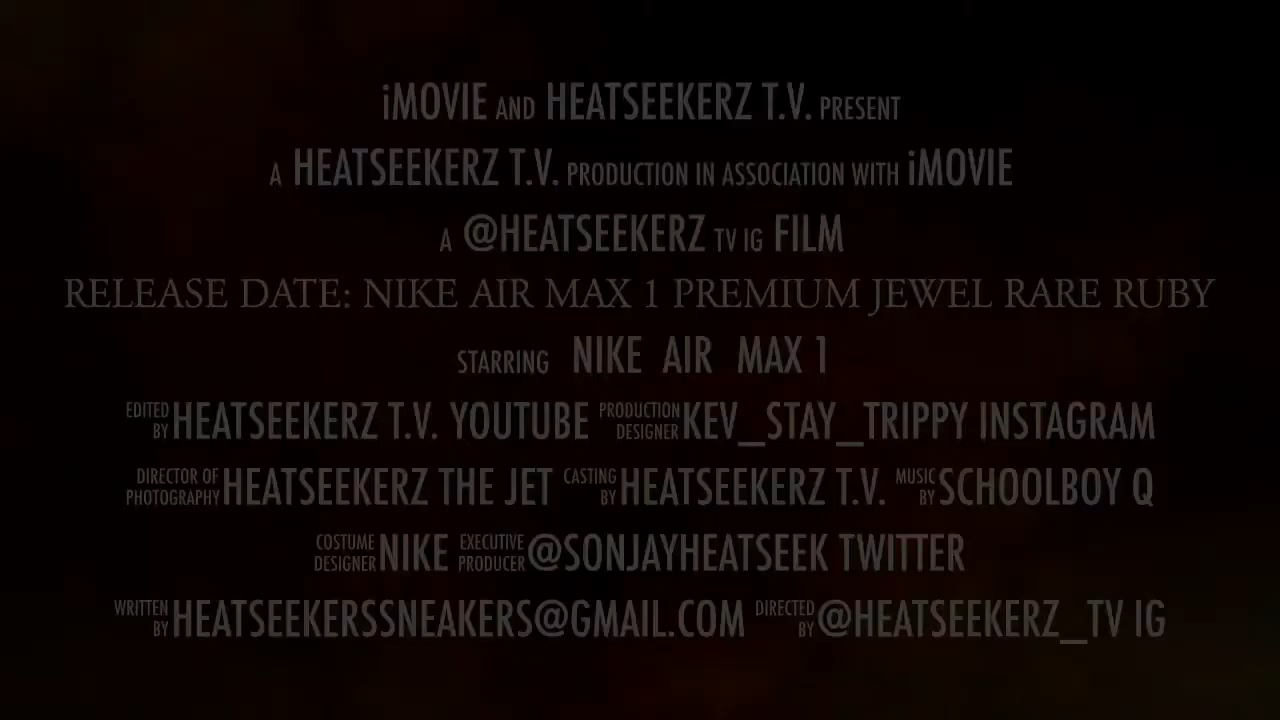 iMOVIE AND HEATSEEKERZ T.V. PRESENT
A HEATSEEKERZ T.V. PRODUCTION IN ASSOCIATION WITH iMOVIE
A @HEATSEEKERZ TV IG FILM
RELEASE DATE: NIKE AIR MAX 1 PREMIUM JEWEL RARE RUBY
STARRING NIKE AIR MAX 1
EDITED BY HEATSEEKERZ T.V. YOUTUBE PRODUCTION DESIGNER KEV_STAY_TRIPPY INSTAGRAM
DIRECTOR OF PHOTOGRAPHY HEATSEEKERZ THE JET CASTING BY HEATSEEKERZ T.V. MUSIC BY SCHOOLBOY Q
COSTUME DESIGNER NIKE EXECUTIVE PRODUCER @SONJAYHEATSEEK TWITTER
WRITTEN BY HEATSEEKERSSNEAKERS@GMAIL.COM DIRECTED BY @HEATSEEKERZ_TV IG